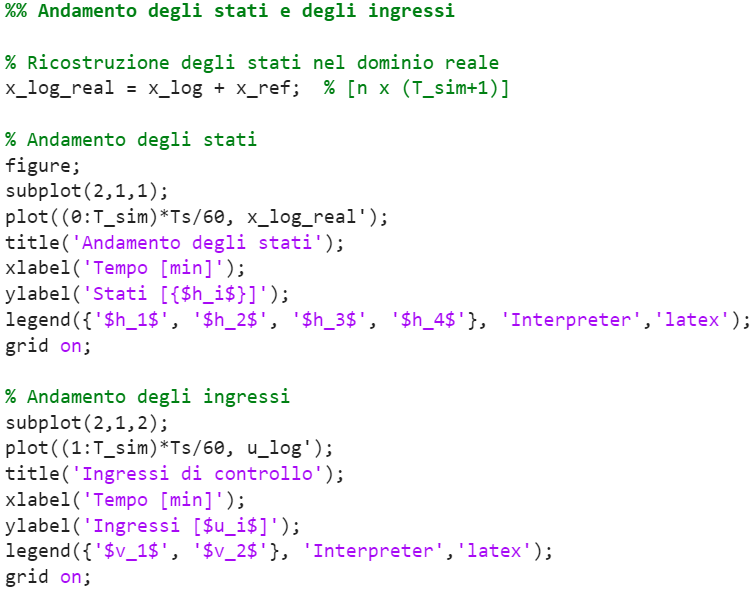 %% Andamento degli stati e degli ingressi
% Ricostruzione degli stati nel dominio reale
x_log_real = x_log + x_ref;  % [n x (T_sim+1)]
% Andamento degli stati
figure;
subplot(2,1,1);
plot((0:T_sim)*Ts/60, x_log_real');
title('Andamento degli stati');
xlabel('Tempo [min]');
ylabel('Stati [{$h_i$}]');
legend({'$h_1$', '$h_2$', '$h_3$', '$h_4$'}, 'Interpreter','latex');
grid on;
% Andamento degli ingressi
subplot(2,1,2);
plot((1:T_sim)*Ts/60, u_log');
title('Ingressi di controllo');
xlabel('Tempo [min]');
ylabel('Ingressi [$u_i$]');
legend({'$v_1$', '$v_2$'}, 'Interpreter','latex');
grid on;